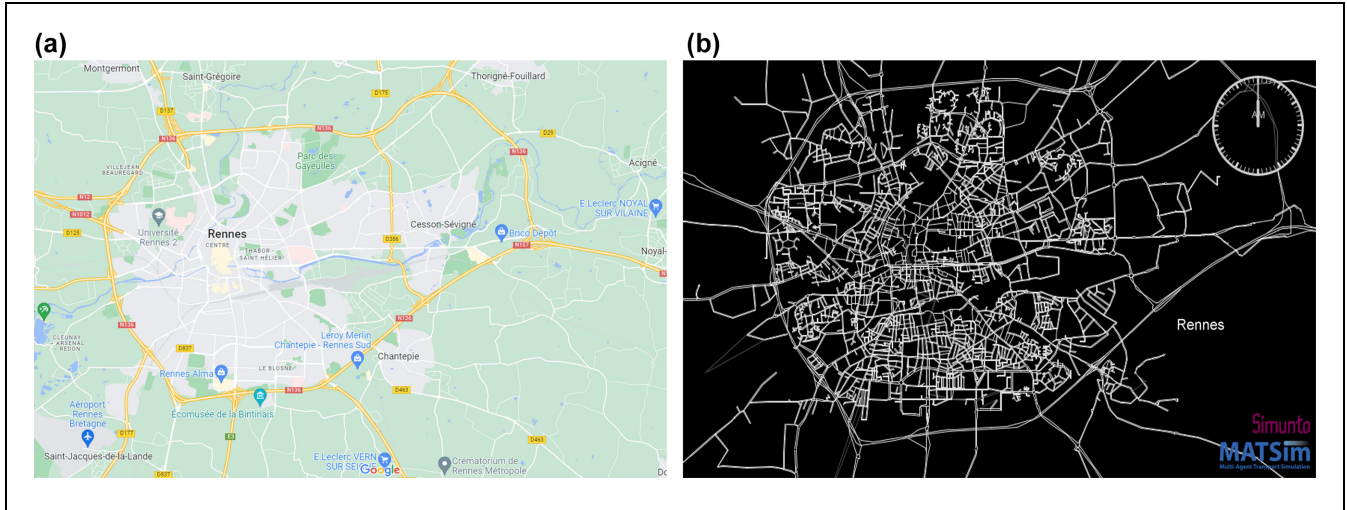 (a)
(b)
Montgermont
Saint-Grégoire
Thorigné-Fouillard
D175
D137
N136
N136
D29
N136
Parc des
Gayeulles
Acigné
VILLEJEAN
BEAUREGARD
N12
N1012
D125
Université
Rennes 2
Rennes
CENTRE
THABOR -
SAINT-HÉLIER
Cesson-Sévigné
D386
E.Leclerc NOYAL
SUR VILAINE
Brico Dépôt
N157
Noyal-
N
N136
CLEUNAY -
ARSENAL -
REDON
D837
Leroy Merlin
Chantepie - Rennes Sud
Chantepie
LE BLOSNE
Rennes Alma
N136
D463
Écomusée de la Bintinais
Aéroport
Rennes
Bretagne
D177
E3
D463
Saint-Jacques-de-la-Lande
D837
E.Leclerc VERN
SUR SEICHE
Google
Crématorium de
Rennes Métropole
Do
AM
Rennes
Simunto
MATSim
Multi-Agent Transport Simulation